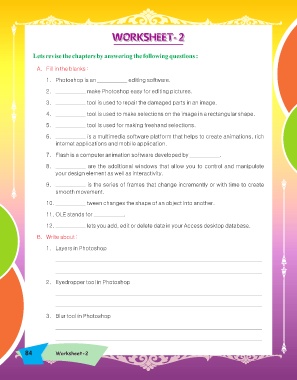 WORKSHEET- 2
Lets revise the chapters by answering the following questions :
A. Fill in the blanks :
1. Photoshop is an __________ editing software.
2. __________ make Photoshop easy for editing pictures.
3. __________ tool is used to repair the damaged parts in an image.
4. __________ tool is used to make selections on the image in a rectangular shape.
5. __________ tool is used for making freehand selections.
6. __________ is a multimedia software platform that helps to create animations, rich
internet applications and mobile application.
7. Flash is a computer animation software developed by __________.
8. __________ are the additional windows that allow you to control and manipulate
your design element as well as interactivity.
9. __________ is the series of frames that change incremently or with time to create
smooth movement.
10. __________ tween changes the shape of an object into another.
11. OLE stands for __________.
12. __________ lets you add, edit or delete data in your Access desktop database.
B. Write about :
1. Layers in Photoshop
2. Eyedropper tool in Photoshop
3. Blur tool in Photoshop
84 Worksheet-2